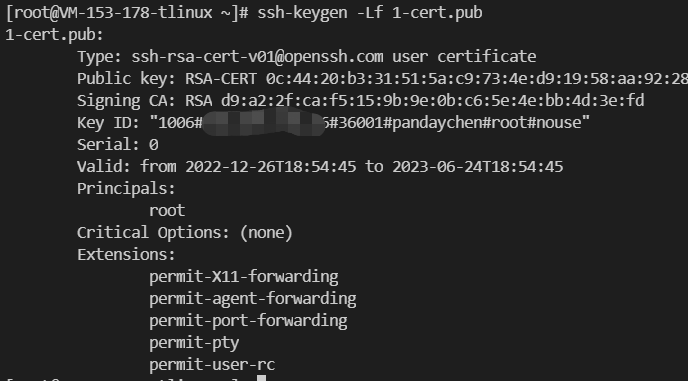 [root@VM-153-178-tlinux ~]# ssh-keygen -Lf 1-cert.pub
1-cert.pub:
Type: ssh-rsa-cert-v01@openssh.com user certificate
Public key: RSA-CERT 0c:44:20:b3:31:51:5a:c9:73:4e:d9:19:58:aa:92:28
Signing CA: RSA d9:a2:2f:ca:f5:15:9b:9e:0b:c6:5e:4e:bb:4d:3e:fd
Key ID: "1006# 6#36001#pandaychen#root#nouse"
Serial: 0
Valid: from 2022-12-26T18:54:45 to 2023-06-24T18:54:45
Principals:
root
Critical Options: (none)
Extensions:
permit-X11-forwarding
permit-agent-forwarding
permit-port-forwarding
permit-pty
permit-user-rc